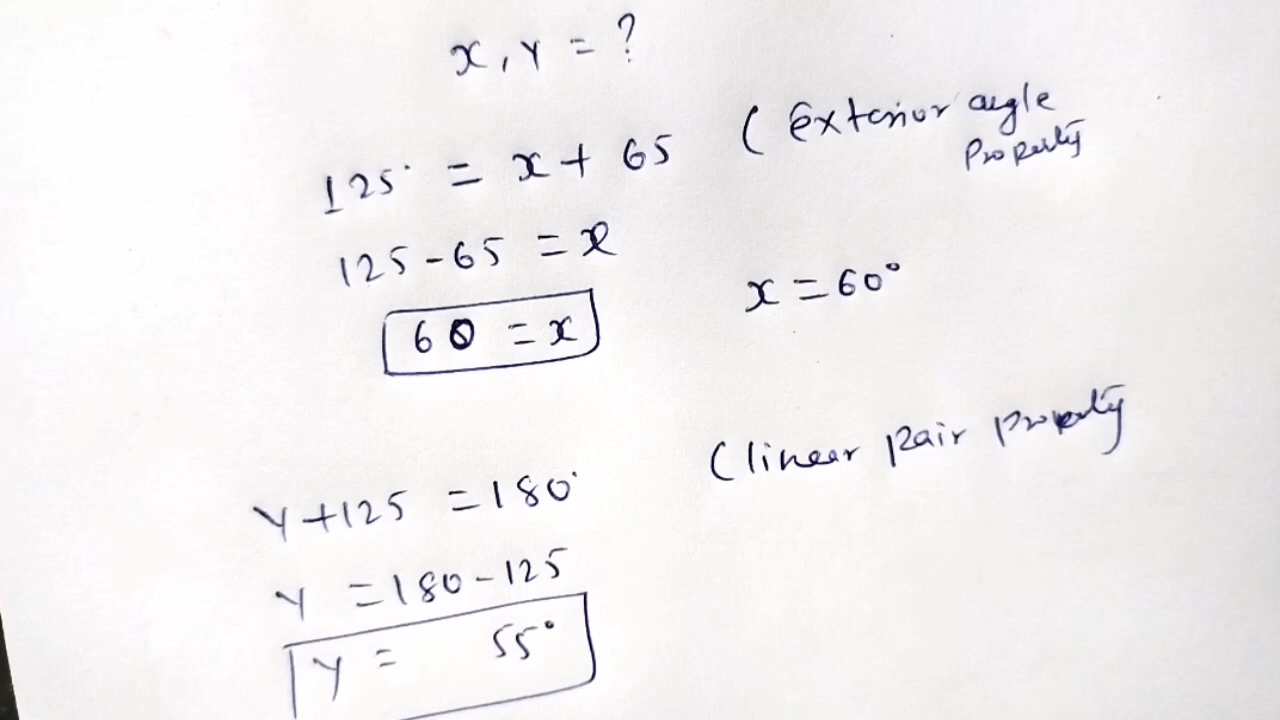 x, y = ?
125° = x + 65 (Exterior angle
Property
125 - 65 = x
60 = x
x = 60°
y + 125 = 180° (linear pair property
y = 180 - 125
y = 55°